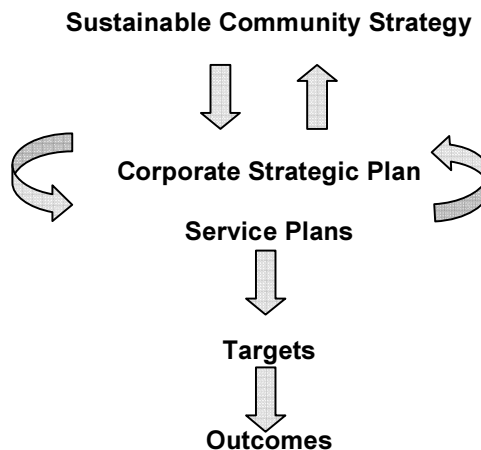 Sustainable Community Strategy
Corporate Strategic Plan
Service Plans
Targets
Outcomes